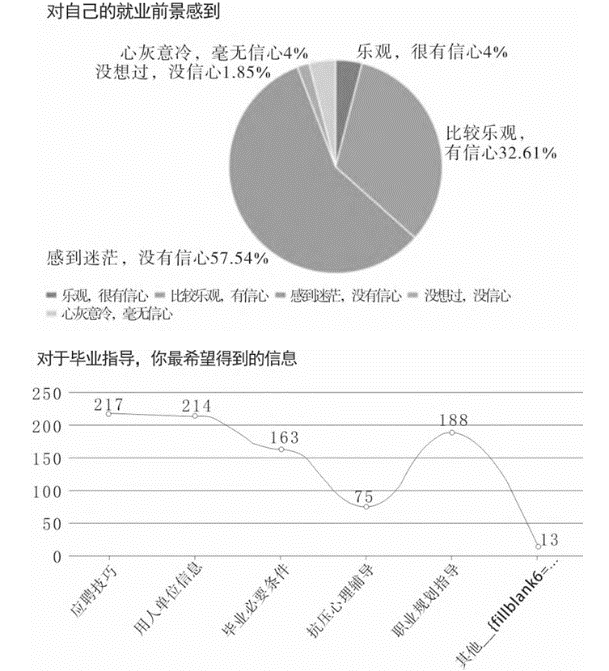 对自己的就业前景感到
心灰意冷，毫无信心4%
乐观，很有信心4%
没想过，没信心1.85%
比较乐观，
有信心32.61%
感到迷茫，没有信心57.54%
乐观，很有信心 比较乐观，有信心 感到迷茫，没有信心 没想过，没信心
心灰意冷，毫无信心
对于毕业指导，你最希望得到的信息
250
217
214
200
188
163
150
100
75
50
13
0
应聘技巧
用人单位信息
毕业必要条件
抗压心理辅导
职业规划指导
其他__{fillblank6=...